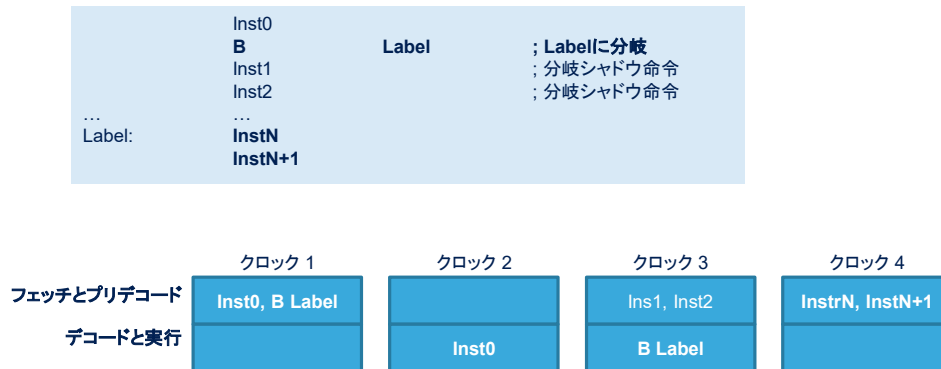 Inst0
B Label ; Labelに分岐
Inst1 ; 分岐シャドウ命令
Inst2 ; 分岐シャドウ命令
… …
Label: InstN
InstN+1
クロック 1 クロック 2 クロック 3 クロック 4
フェッチとプリデコード Inst0, B Label Ins1, Inst2 InstrN, InstN+1
デコードと実行 Inst0 B Label